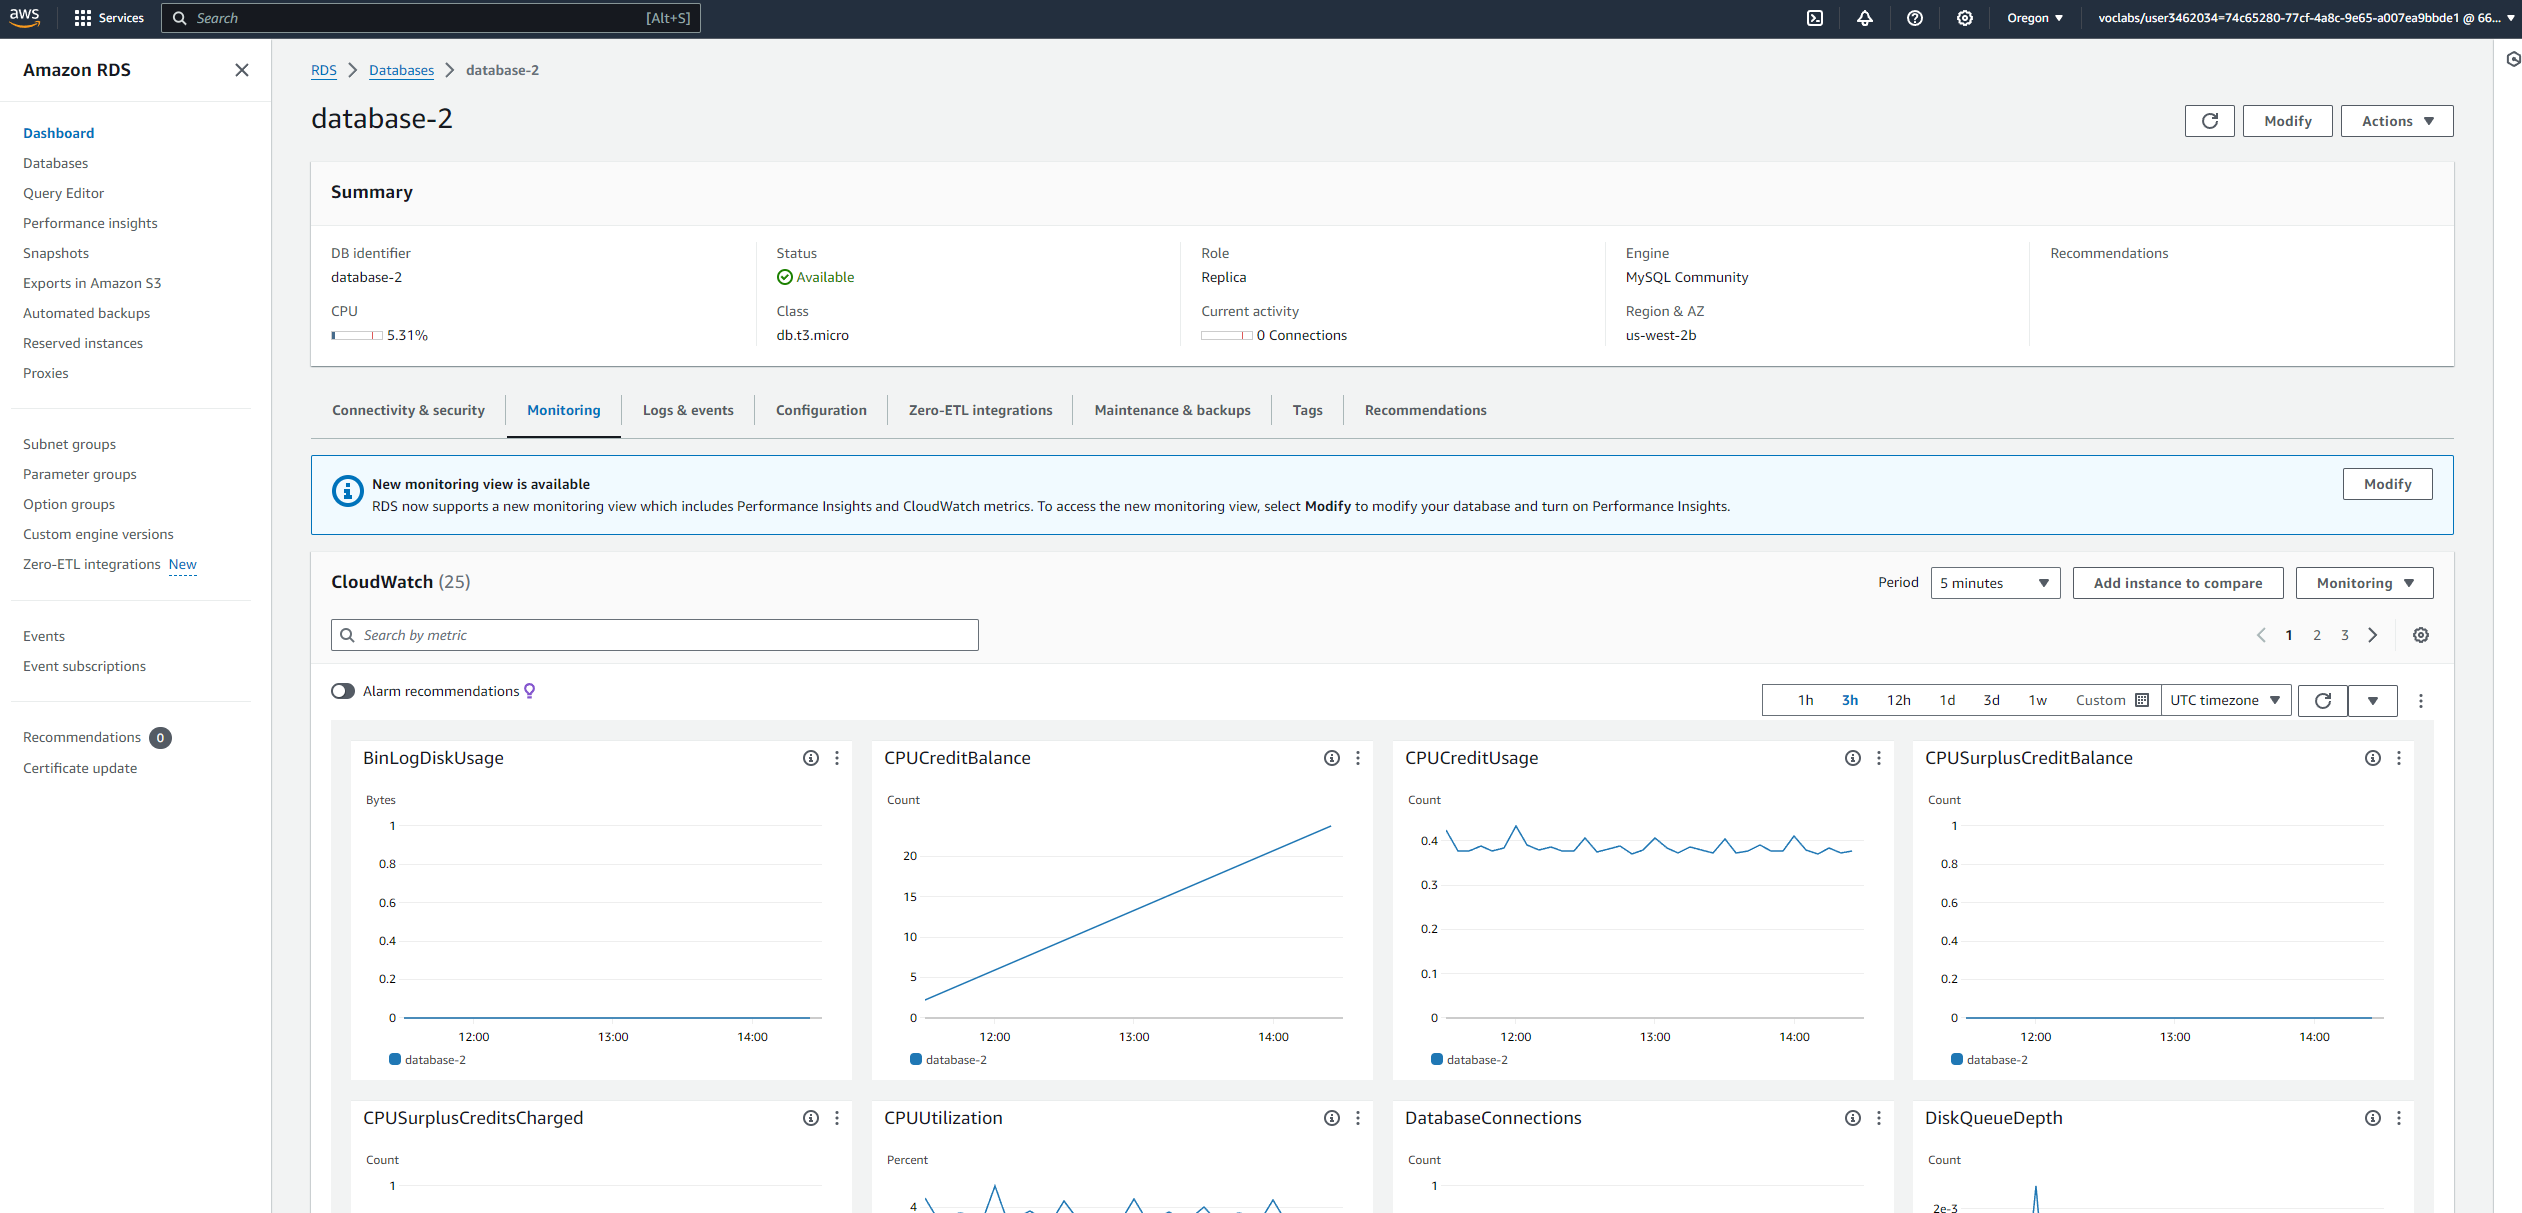 aws Services Search [Alt+S] Oregon voclabs/user3462034=74c65280-77cf-4a8c-9e65-a007ea9bbde1 @ 66...
Amazon RDS
Dashboard
Databases
Query Editor
Performance insights
Snapshots
Exports in Amazon S3
Automated backups
Reserved instances
Proxies
Subnet groups
Parameter groups
Option groups
Custom engine versions
Zero-ETL integrations New
Events
Event subscriptions
Recommendations 0
Certificate update
RDS Databases database-2
database-2
Modify Actions
Summary
DB identifier
database-2
CPU
5.31%
Status
Available
Class
db.t3.micro
Role
Replica
Current activity
0 Connections
Engine
MySQL Community
Region & AZ
us-west-2b
Recommendations
Connectivity & security Monitoring Logs & events Configuration Zero-ETL integrations Maintenance & backups Tags Recommendations
New monitoring view is available
RDS now supports a new monitoring view which includes Performance Insights and CloudWatch metrics. To access the new monitoring view, select Modify to modify your database and turn on Performance Insights.
Modify
CloudWatch (25)
Period 5 minutes Add instance to compare Monitoring
Search by metric
1 2 3
Alarm recommendations
1h 3h 12h 1d 3d 1w Custom UTC timezone
BinLogDiskUsage
Bytes
1
0.8
0.6
0.4
0.2
0
12:00 13:00 14:00
database-2
CPUCreditBalance
Count
20
15
10
5
0
12:00 13:00 14:00
database-2
CPUCreditUsage
Count
0.4
0.3
0.2
0.1
0
12:00 13:00 14:00
database-2
CPUSurplusCreditBalance
Count
1
0.8
0.6
0.4
0.2
0
12:00 13:00 14:00
database-2
CPUSurplusCreditsCharged
Count
1
CPUUtilization
Percent
4
DatabaseConnections
Count
1
DiskQueueDepth
Count
2e-3